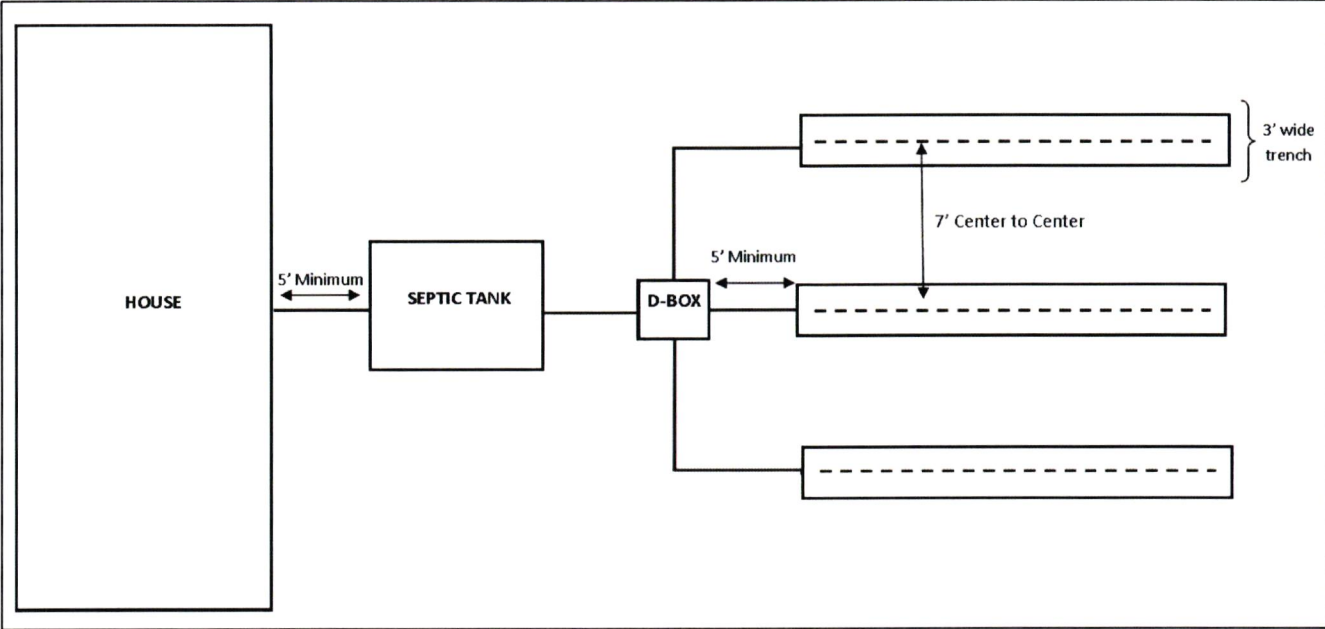 HOUSE
5’ Minimum
SEPTIC TANK
D-BOX
5’ Minimum
7’ Center to Center
3’ wide
trench